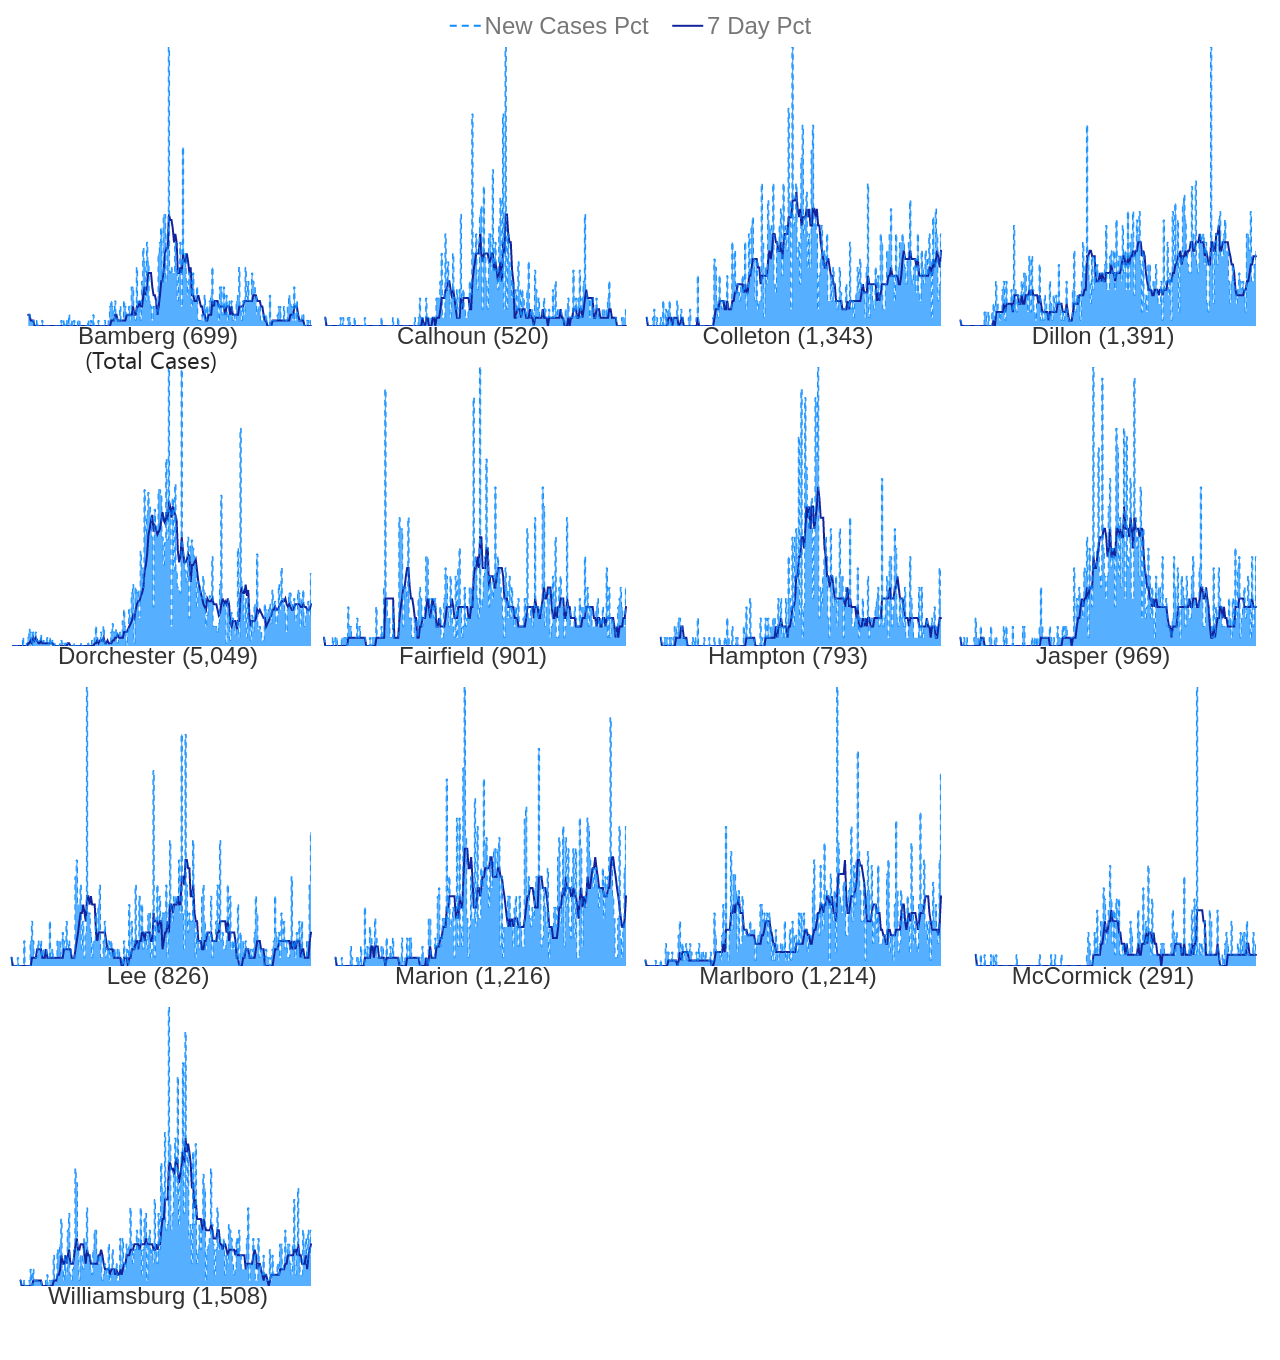 New Cases Pct 7 Day Pct
Bamberg (699) Calhoun (520) Colleton (1,343) Dillon (1,391)
(Total Cases)
Dorchester (5,049) Fairfield (901) Hampton (793) Jasper (969)
Lee (826) Marion (1,216) Marlboro (1,214) McCormick (291)
Williamsburg (1,508)